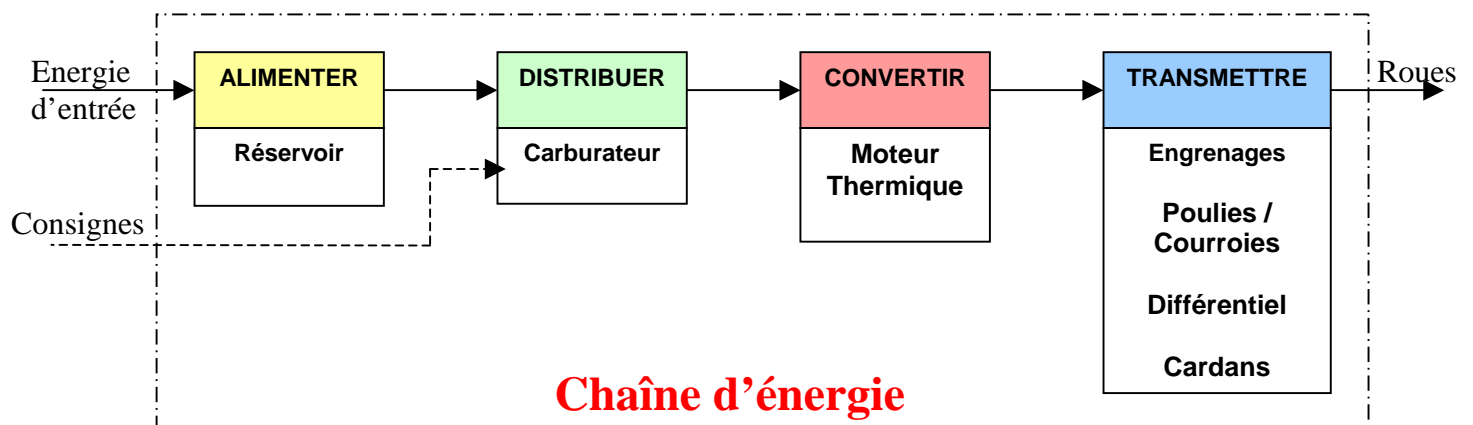 Energie
d’entrée
ALIMENTER
Réservoir
DISTRIBUER
Carburateur
CONVERTIR
Moteur
Thermique
TRANSMETTRE
Engrenages
Poulies /
Courroies
Différentiel
Cardans
Roues
Consignes
Chaîne d’énergie